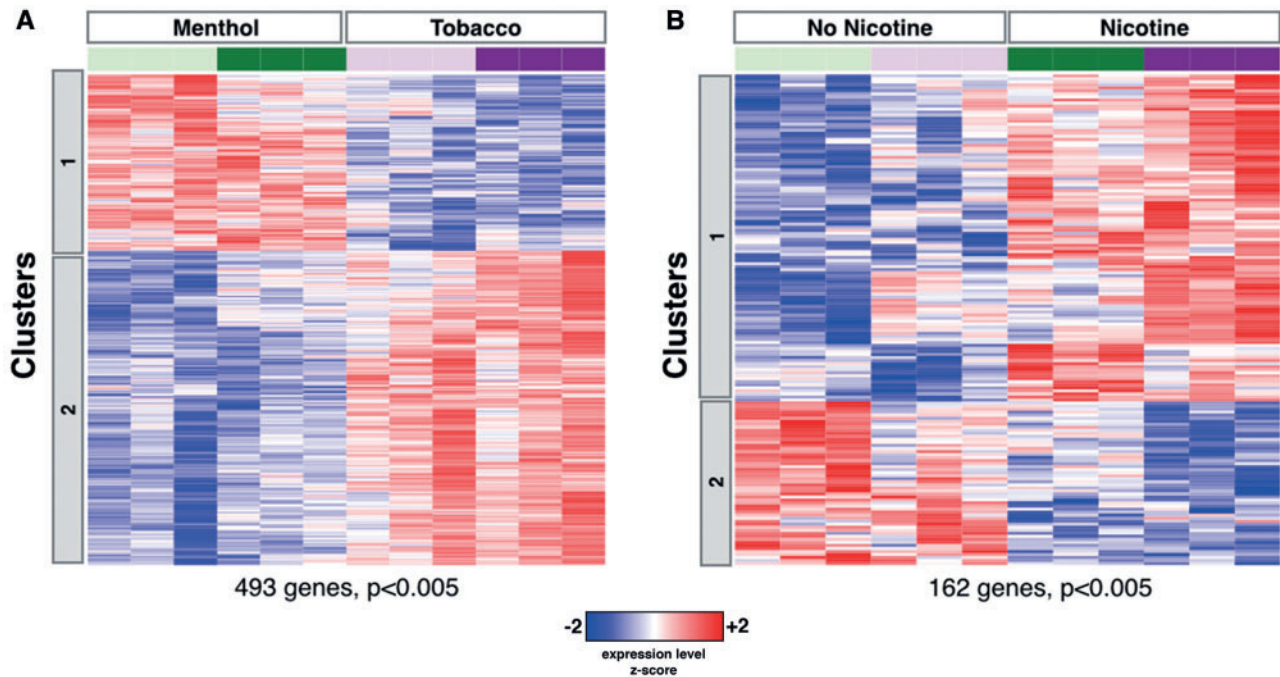 A
Menthol
Tobacco
Clusters
1
2
493 genes, p<0.005
B
No Nicotine
Nicotine
Clusters
1
2
162 genes, p<0.005
-2
+2
expression level
z-score